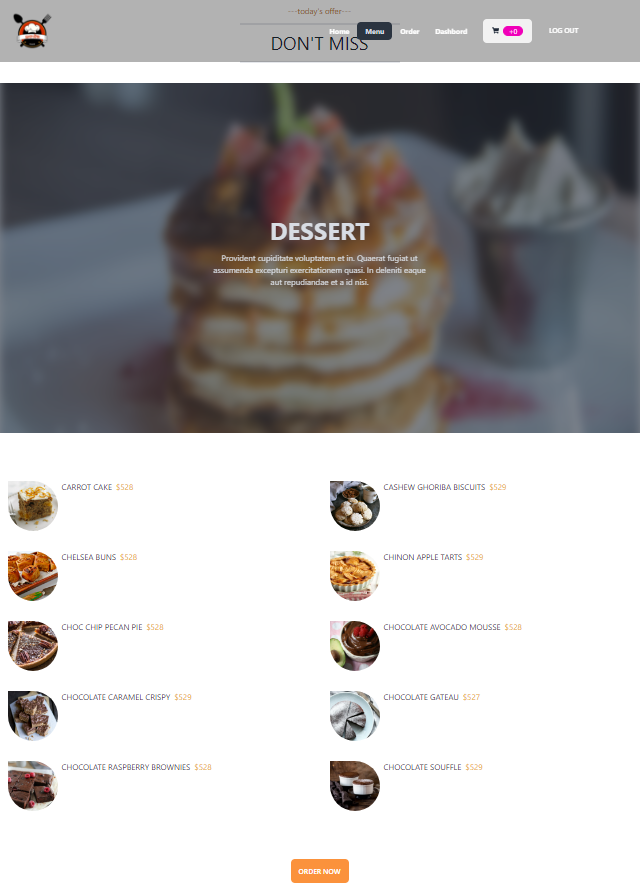 ---today's offer---
Home Menu Order Dashbord +0 LOG OUT
DON'T MISS
DESSERT
Provident cupiditate voluptatem et in. Quaerat fugiat ut
assumenda excepturi exercitationem quasi. In deleniti eaque
aut repudiandae et a id nisi.
CARROT CAKE $528
CASHEW GHORIBA BISCUITS $529
CHELSEA BUNS $528
CHINON APPLE TARTS $529
CHOC CHIP PECAN PIE $528
CHOCOLATE AVOCADO MOUSSE $528
CHOCOLATE CARAMEL CRISPY $529
CHOCOLATE GATEAU $527
CHOCOLATE RASPBERRY BROWNIES $528
CHOCOLATE SOUFFLE $529
ORDER NOW